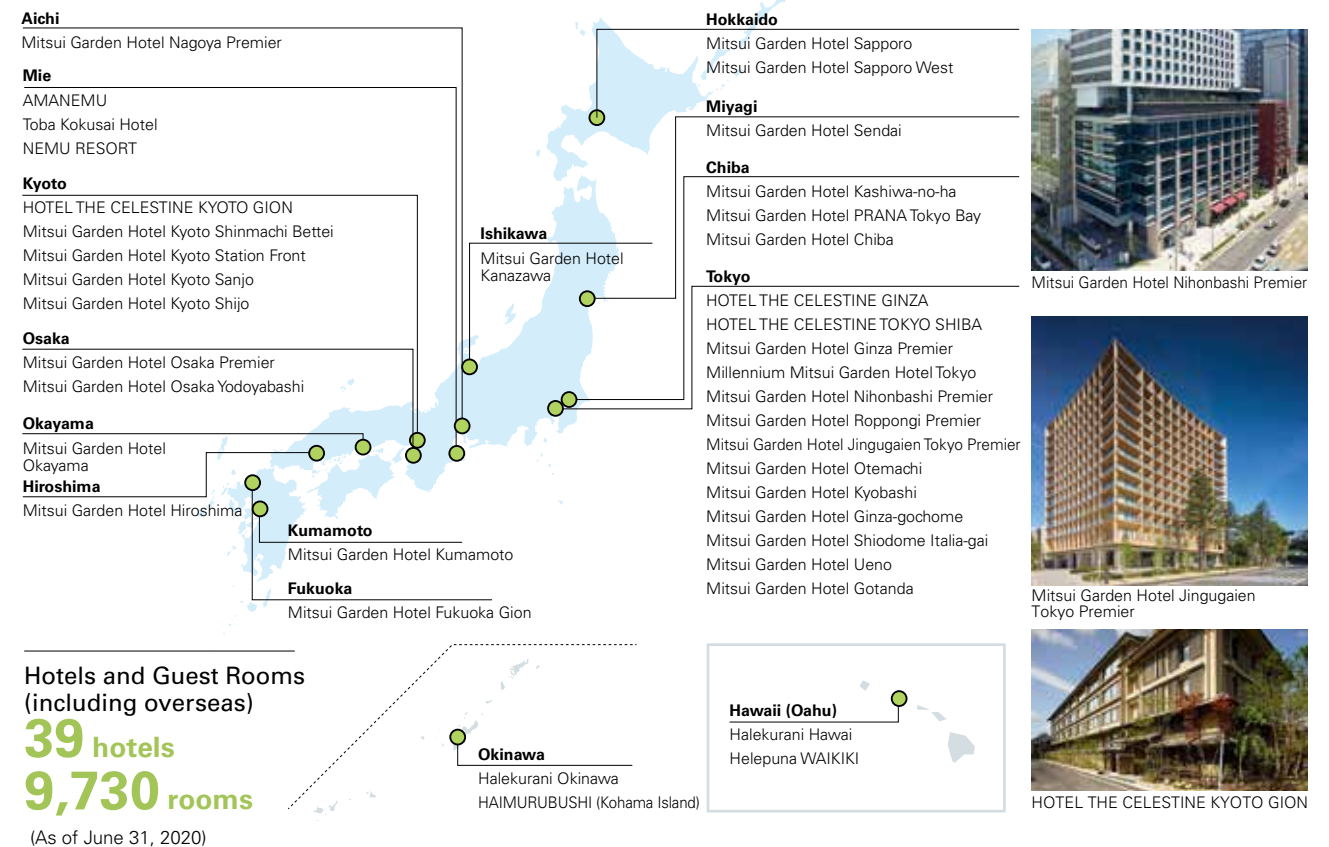 Aichi
Mitsui Garden Hotel Nagoya Premier
Mie
AMANEMU
Toba Kokusai Hotel
NEMU RESORT
Kyoto
HOTEL THE CELESTINE KYOTO GION
Mitsui Garden Hotel Kyoto Shinmachi Bettei
Mitsui Garden Hotel Kyoto Station Front
Mitsui Garden Hotel Kyoto Sanjo
Mitsui Garden Hotel Kyoto Shijo
Osaka
Mitsui Garden Hotel Osaka Premier
Mitsui Garden Hotel Osaka Yodoyabashi
Okayama
Mitsui Garden Hotel
Okayama
Hiroshima
Mitsui Garden Hotel Hiroshima
Kumamoto
Mitsui Garden Hotel Kumamoto
Fukuoka
Mitsui Garden Hotel Fukuoka Gion
Ishikawa
Mitsui Garden Hotel
Kanazawa
Hokkaido
Mitsui Garden Hotel Sapporo
Mitsui Garden Hotel Sapporo West
Miyagi
Mitsui Garden Hotel Sendai
Chiba
Mitsui Garden Hotel Kashiwa-no-ha
Mitsui Garden Hotel PRANA Tokyo Bay
Mitsui Garden Hotel Chiba
Tokyo
HOTEL THE CELESTINE GINZA
HOTEL THE CELESTINE TOKYO SHIBA
Mitsui Garden Hotel Ginza Premier
Millennium Mitsui Garden Hotel Tokyo
Mitsui Garden Hotel Nihonbashi Premier
Mitsui Garden Hotel Roppongi Premier
Mitsui Garden Hotel Jingugaien Tokyo Premier
Mitsui Garden Hotel Otemachi
Mitsui Garden Hotel Kyobashi
Mitsui Garden Hotel Ginza-gochome
Mitsui Garden Hotel Shiodome Italia-gai
Mitsui Garden Hotel Ueno
Mitsui Garden Hotel Gotanda
Mitsui Garden Hotel Nihonbashi Premier
Mitsui Garden Hotel Jingugaien
Tokyo Premier
HOTEL THE CELESTINE KYOTO GION
Hotels and Guest Rooms
(including overseas)
39 hotels
9,730 rooms
(As of June 31, 2020)
Okinawa
Halekurani Okinawa
HAIMURUBUSHI (Kohama Island)
Hawaii (Oahu)
Halekurani Hawai
Helepuna WAIKIKI